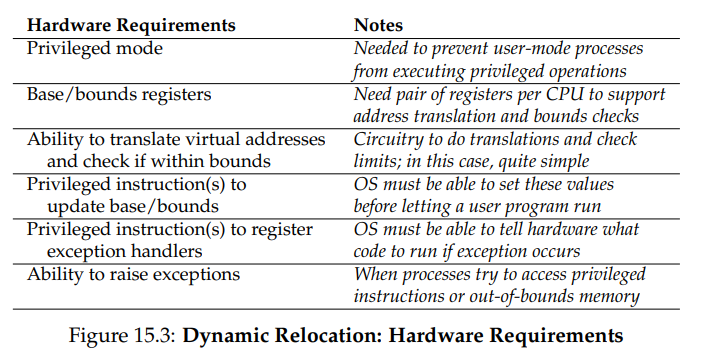 Hardware Requirements Notes
Privileged mode Needed to prevent user-mode processes
from executing privileged operations
Base/bounds registers Need pair of registers per CPU to support
address translation and bounds checks
Ability to translate virtual addresses Circuitry to do translations and check
and check if within bounds limits; in this case, quite simple
Privileged instruction(s) to OS must be able to set these values
update base/bounds before letting a user program run
Privileged instruction(s) to register OS must be able to tell hardware what
exception handlers code to run if exception occurs
Ability to raise exceptions When processes try to access privileged
instructions or out-of-bounds memory
Figure 15.3: Dynamic Relocation: Hardware Requirements